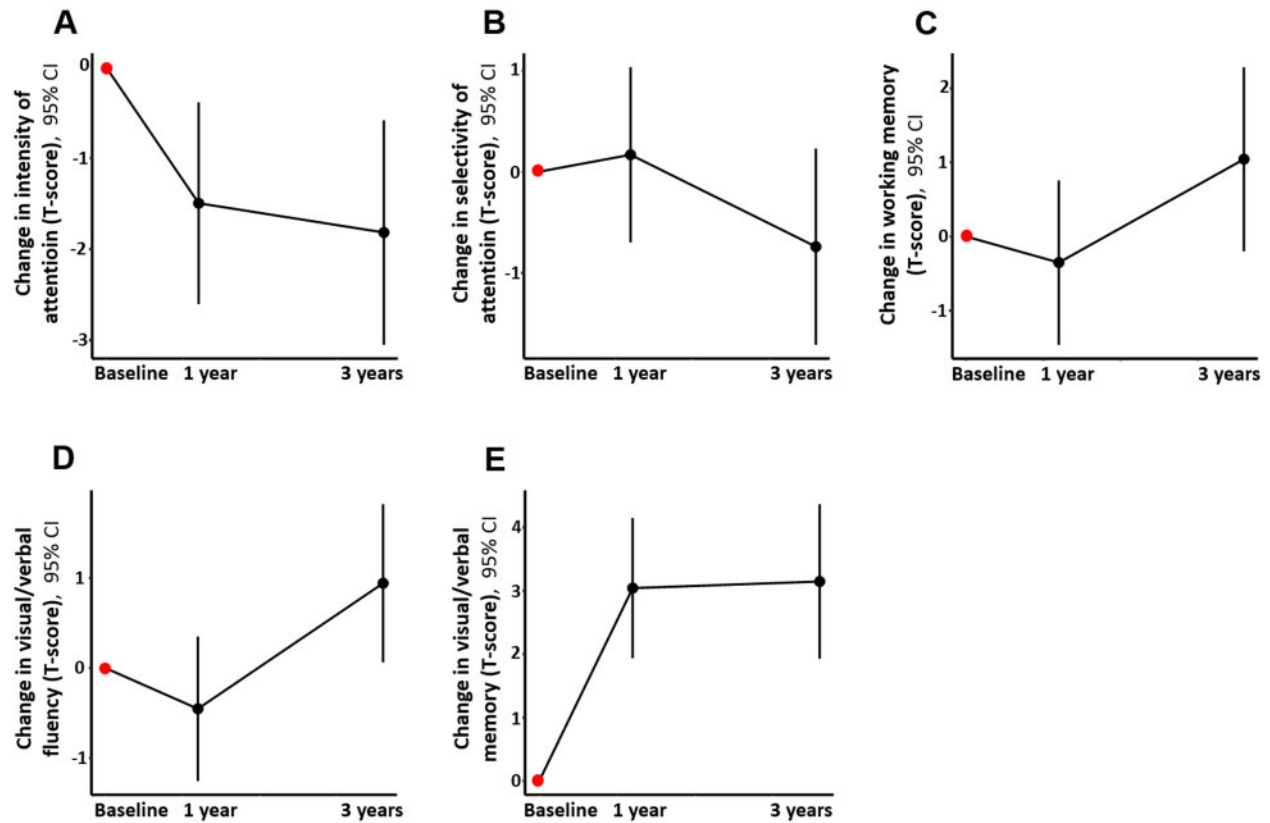 A
Change in intensity of
attentioin (T-score), 95% CI
0
-1
-2
-3
Baseline 1 year 3 years
B
Change in selectivity of
attentioin (T-score), 95% CI
1
0
-1
Baseline 1 year 3 years
C
Change in working memory
(T-score), 95% CI
2
1
0
-1
Baseline 1 year 3 years
D
Change in visual/verbal
fluency (T-score), 95% CI
1
0
-1
Baseline 1 year 3 years
E
Change in visual/verbal
memory (T-score), 95% CI
4
3
2
1
0
Baseline 1 year 3 years